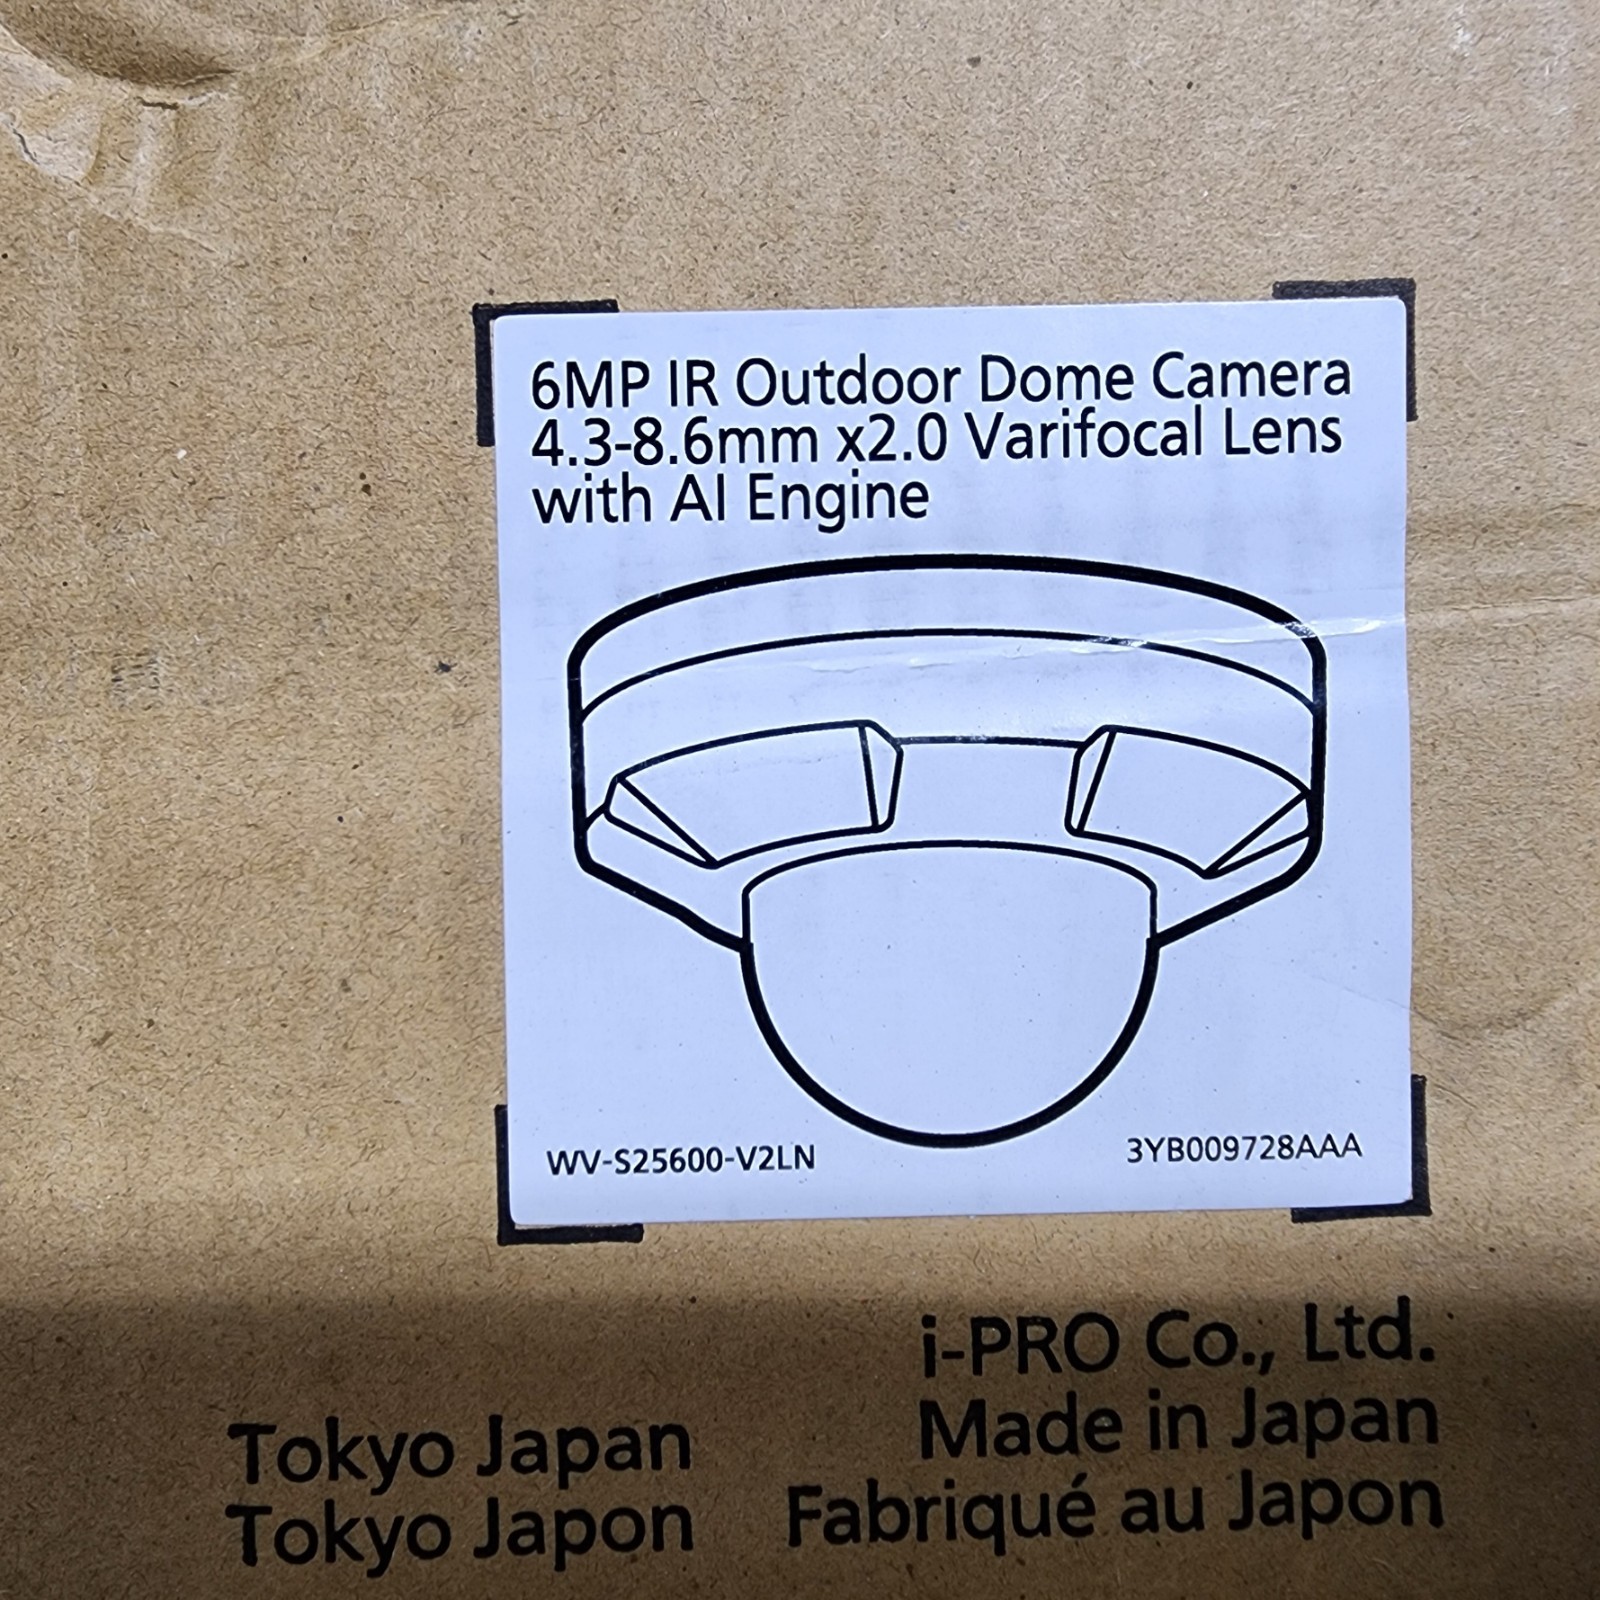 6MP IR Outdoor Dome Camera
4.3-8.6mm x2.0 Varifocal Lens
with AI Engine
WV-S25600-V2LN
3YB009728AAA
i-PRO Co., Ltd.
Made in Japan
Fabriqué au Japon
Tokyo Japan
Tokyo Japon